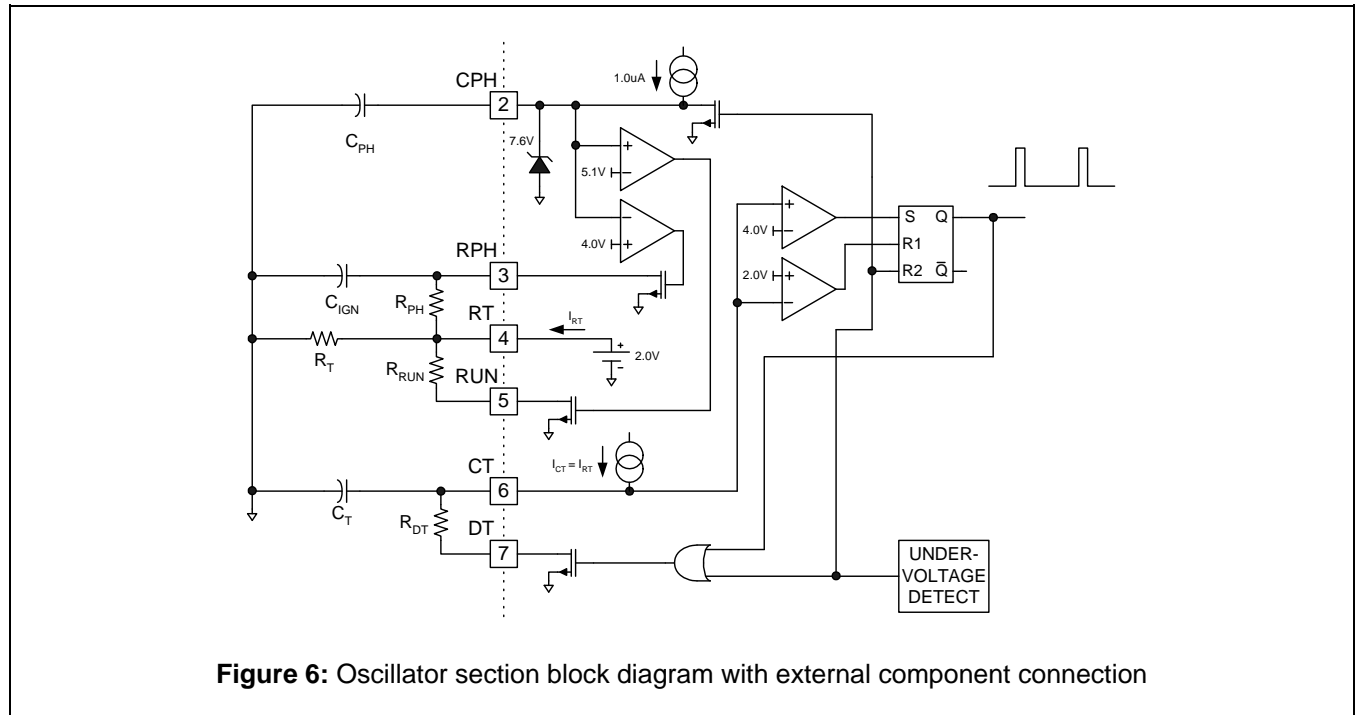 1.0uA
CPH
2
C_PH
7.6V
+
5.1V −
−
4.0V +
RPH
3
C_IGN
R_PH
RT
4
I_RT
+
2.0V
-
R_T
R_RUN
RUN
5
+
4.0V −
2.0V +
−
S Q
R1
R2 Q̅
CT
6
I_CT = I_RT
C_T
R_DT
DT
7
UNDER-
VOLTAGE
DETECT
Figure 6: Oscillator section block diagram with external component connection